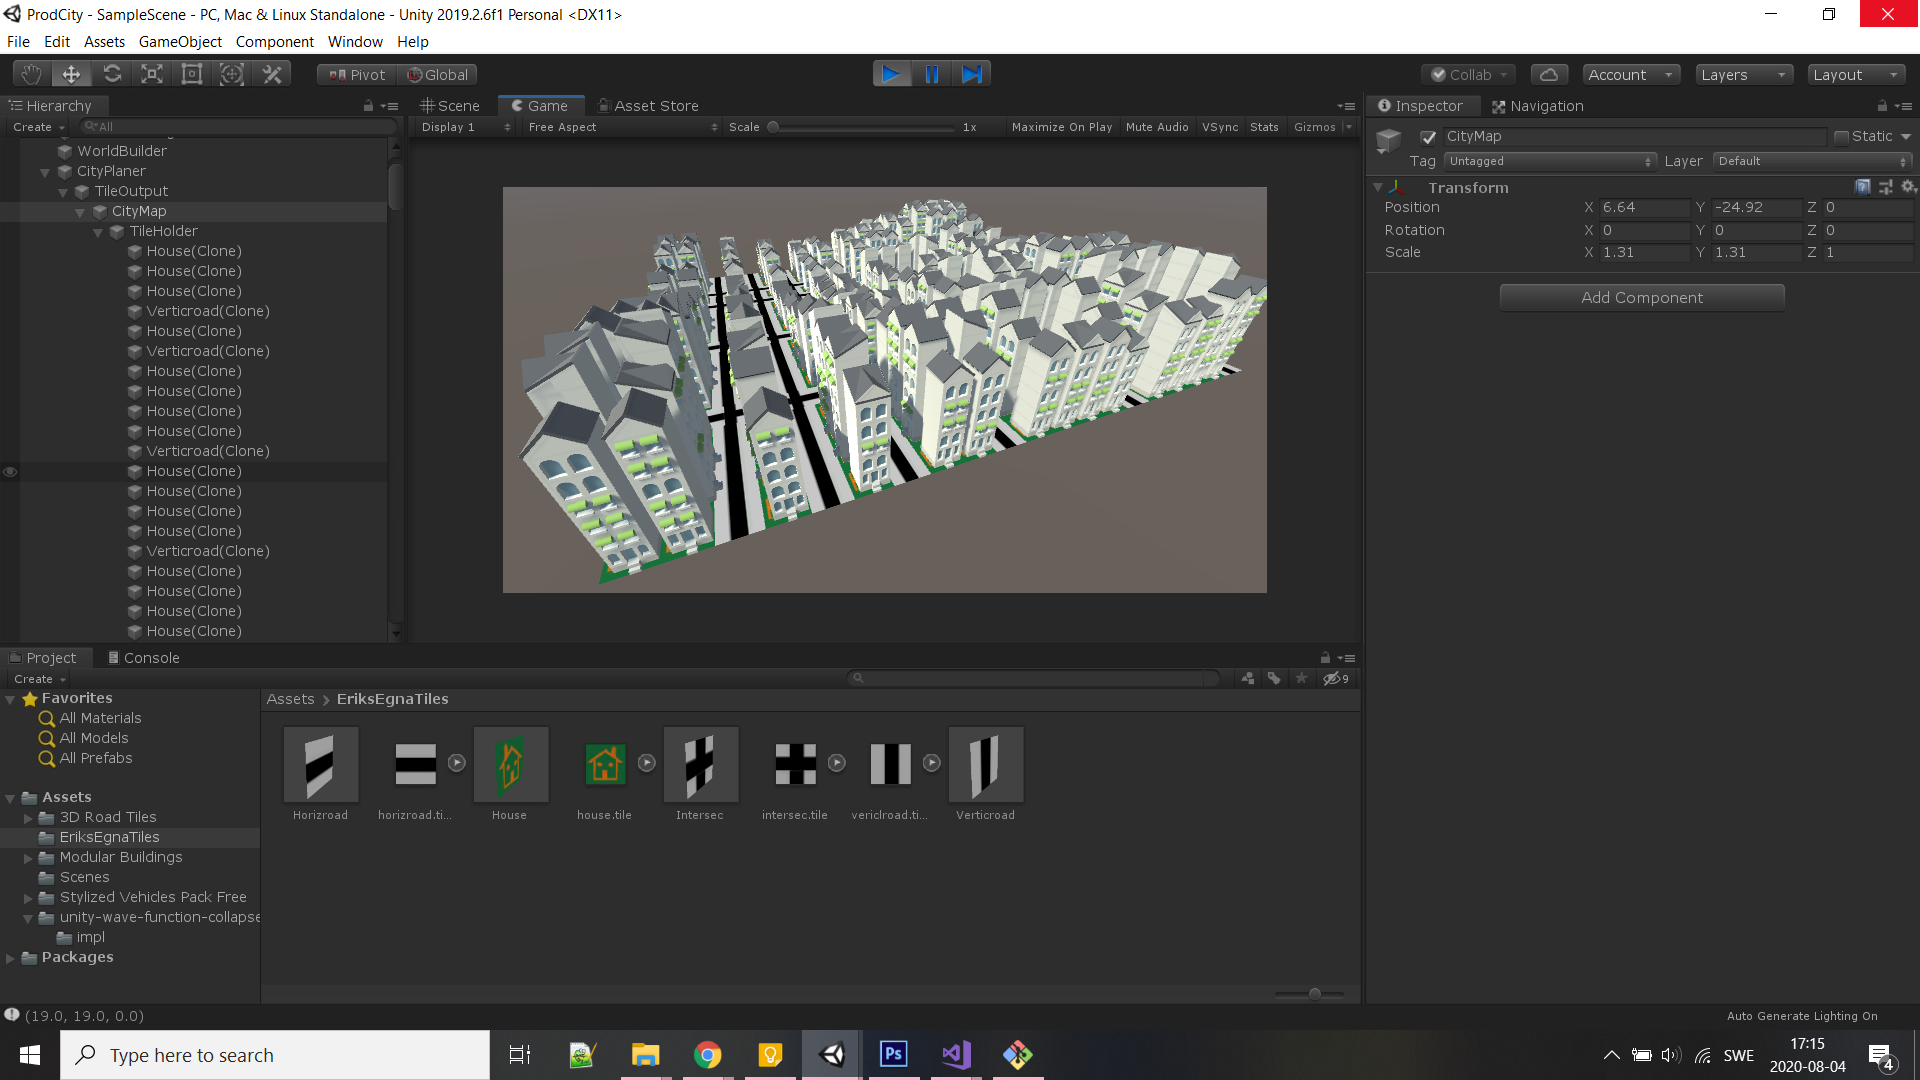 ProdCity - SampleScene - PC, Mac & Linux Standalone - Unity 2019.2.6f1 Personal <DX11>
File Edit Assets GameObject Component Window Help
Pivot Global Collab Account Layers Layout
Hierarchy Scene Game Asset Store Inspector Navigation
Create All Display 1 Free Aspect Scale 1x Maximize On Play Mute Audio VSync Stats Gizmos
CityMap Static
Tag Untagged Layer Default
WorldBuilder
CityPlaner
TileOutput
CityMap
TileHolder
House(Clone)
House(Clone)
House(Clone)
Verticroad(Clone)
House(Clone)
Verticroad(Clone)
House(Clone)
House(Clone)
House(Clone)
House(Clone)
Verticroad(Clone)
House(Clone)
House(Clone)
House(Clone)
House(Clone)
Verticroad(Clone)
House(Clone)
House(Clone)
House(Clone)
House(Clone)
Transform
Position X 6.64 Y -24.92 Z 0
Rotation X 0 Y 0 Z 0
Scale X 1.31 Y 1.31 Z 1
Add Component
Project Console
Create 9
Favorites
All Materials
All Models
All Prefabs
Assets
3D Road Tiles
EriksEgnaTiles
Modular Buildings
Scenes
Stylized Vehicles Pack Free
unity-wave-function-collapse
impl
Packages
Assets EriksEgnaTiles
Horizroad horizroad.ti... House house.tile Intersec intersec.tile vericlroad.ti... Verticroad
(19.0, 19.0, 0.0)
Auto Generate Lighting On
Type here to search
Ps
SWE
17:15
2020-08-04
4